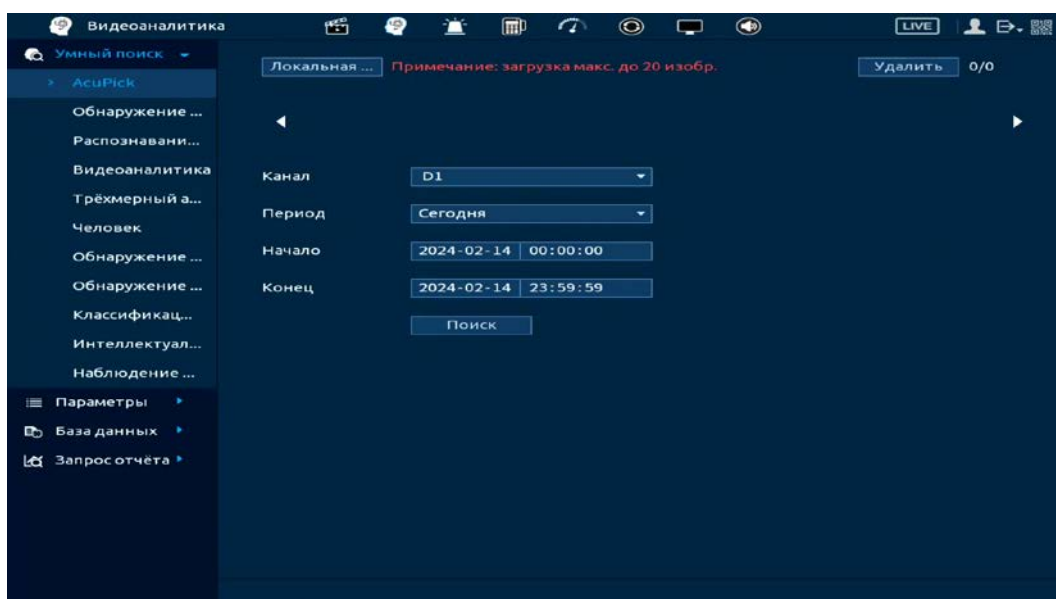 Видеоаналитика
LIVE
Умный поиск
AcuPick
Обнаружение ...
Распознавани...
Видеоаналитика
Трёхмерный а...
Человек
Обнаружение ...
Обнаружение ...
Классификац...
Интеллектуал...
Наблюдение ...
Параметры
База данных
Запрос отчёта
Локальная ... Примечание: загрузка макс. до 20 изобр. Удалить 0/0
Канал D1
Период Сегодня
Начало 2024-02-14 00:00:00
Конец 2024-02-14 23:59:59
Поиск